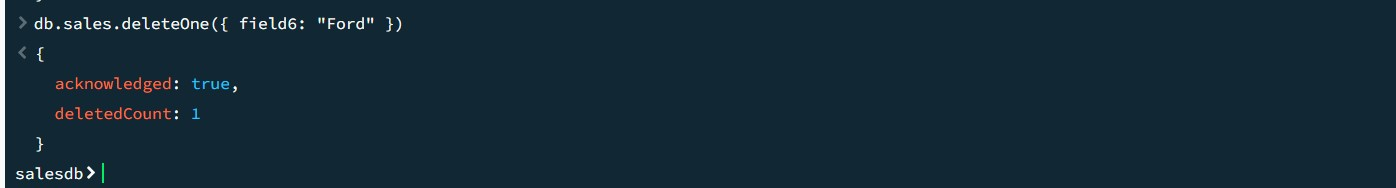 > db.sales.deleteOne({ field6: "Ford" })
< {
acknowledged: true,
deletedCount: 1
}
salesdb>